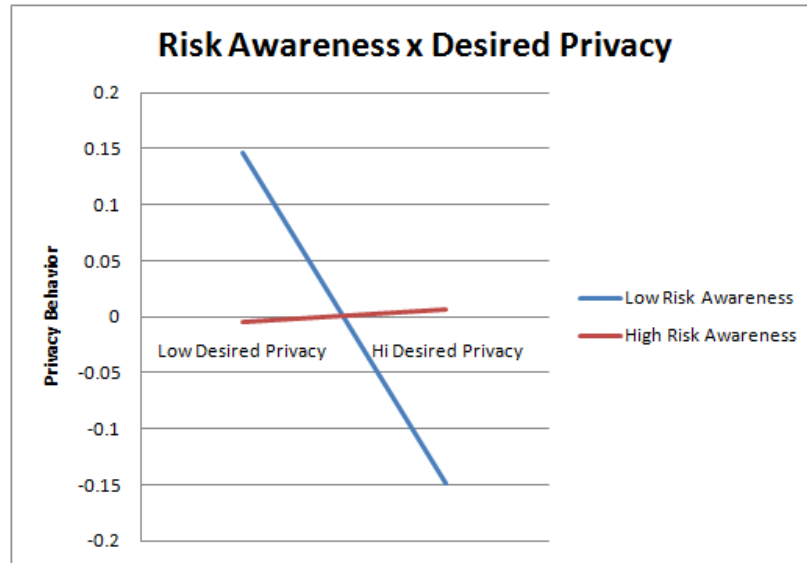 Risk Awareness x Desired Privacy
0.2
0.15
0.1
0.05
0
-0.05
-0.1
-0.15
-0.2
Privacy Behavior
Low Desired Privacy
Hi Desired Privacy
Low Risk Awareness
High Risk Awareness